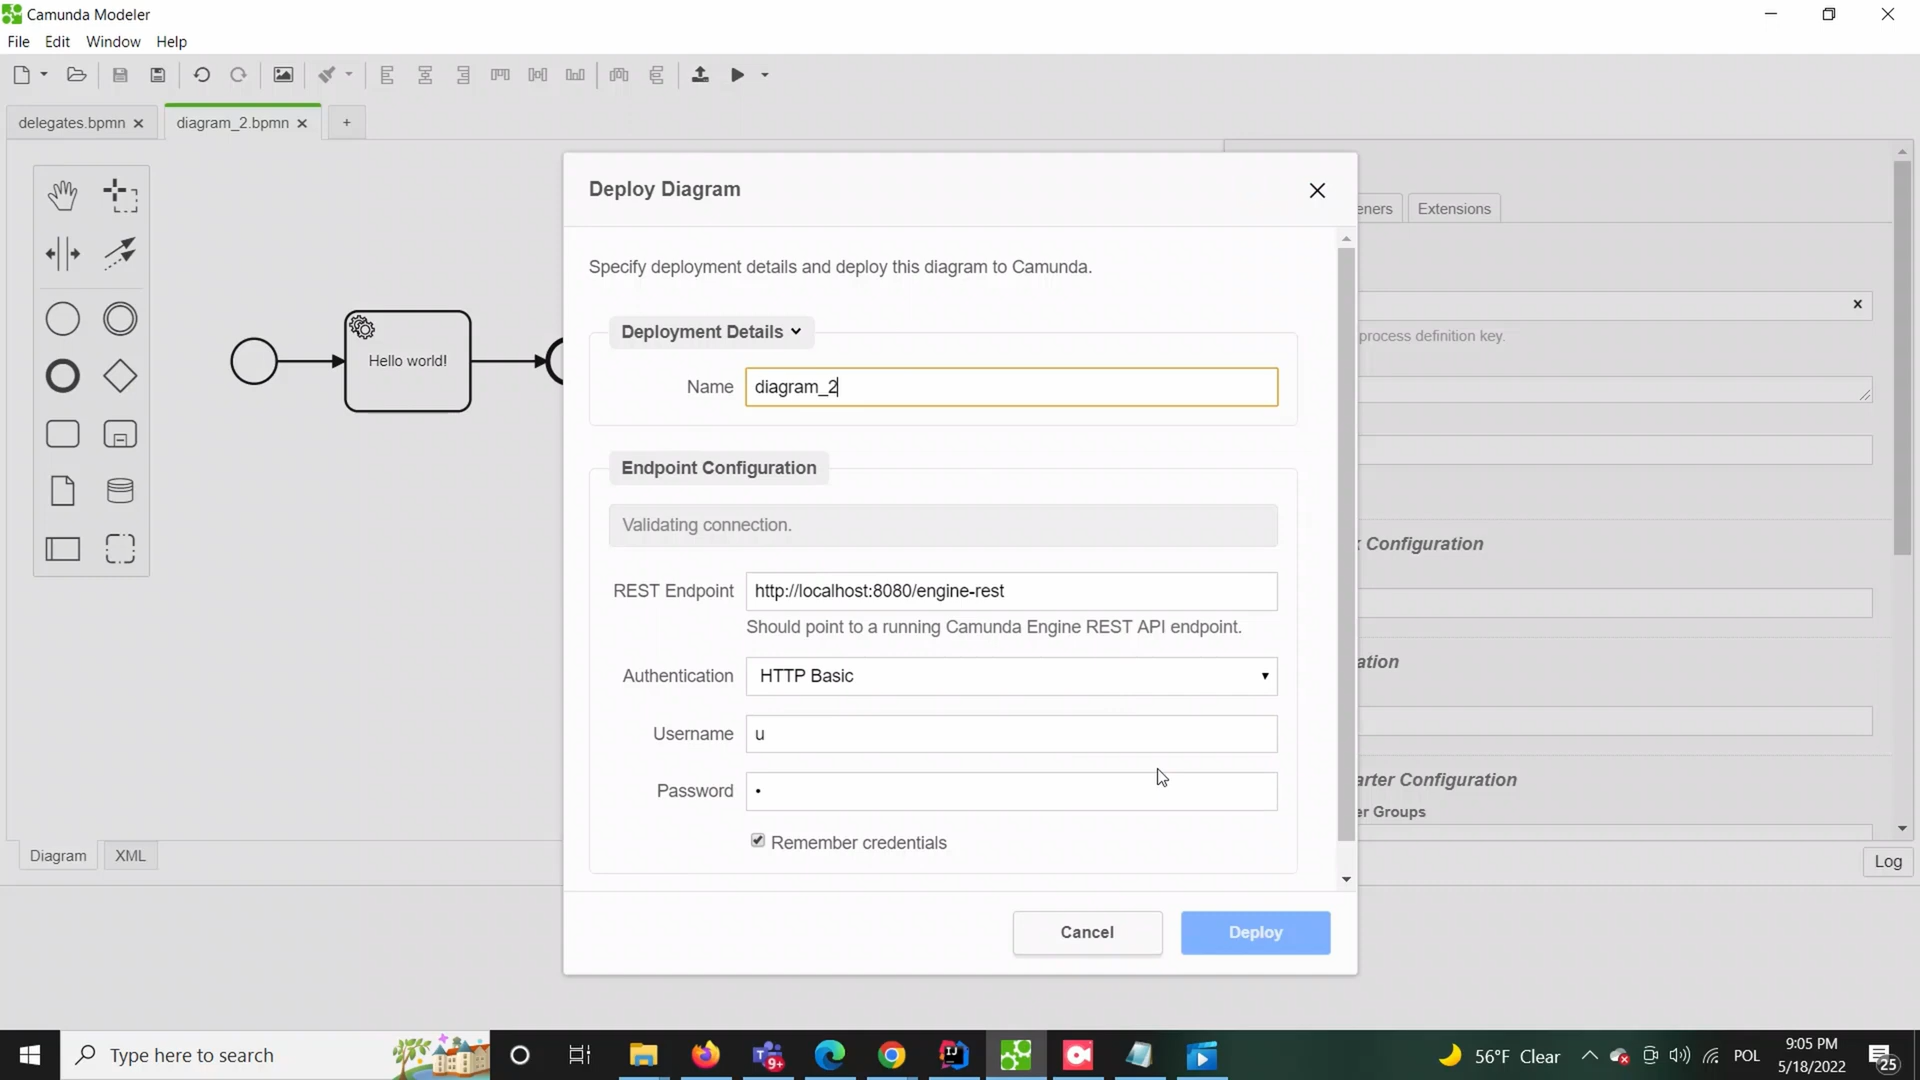 Camunda Modeler
File Edit Window Help
delegates.bpmn
diagram_2.bpmn
+
Hello world!
Deploy Diagram
Specify deployment details and deploy this diagram to Camunda.
Deployment Details
Name diagram_2
Endpoint Configuration
Validating connection.
REST Endpoint http://localhost:8080/engine-rest
Should point to a running Camunda Engine REST API endpoint.
Authentication HTTP Basic
Username u
Password •
Remember credentials
Cancel Deploy
eners Extensions
process definition key.
Configuration
ation
arter Configuration
er Groups
Diagram XML
Log
Type here to search
9+
56°F Clear
POL
9:05 PM
5/18/2022
25